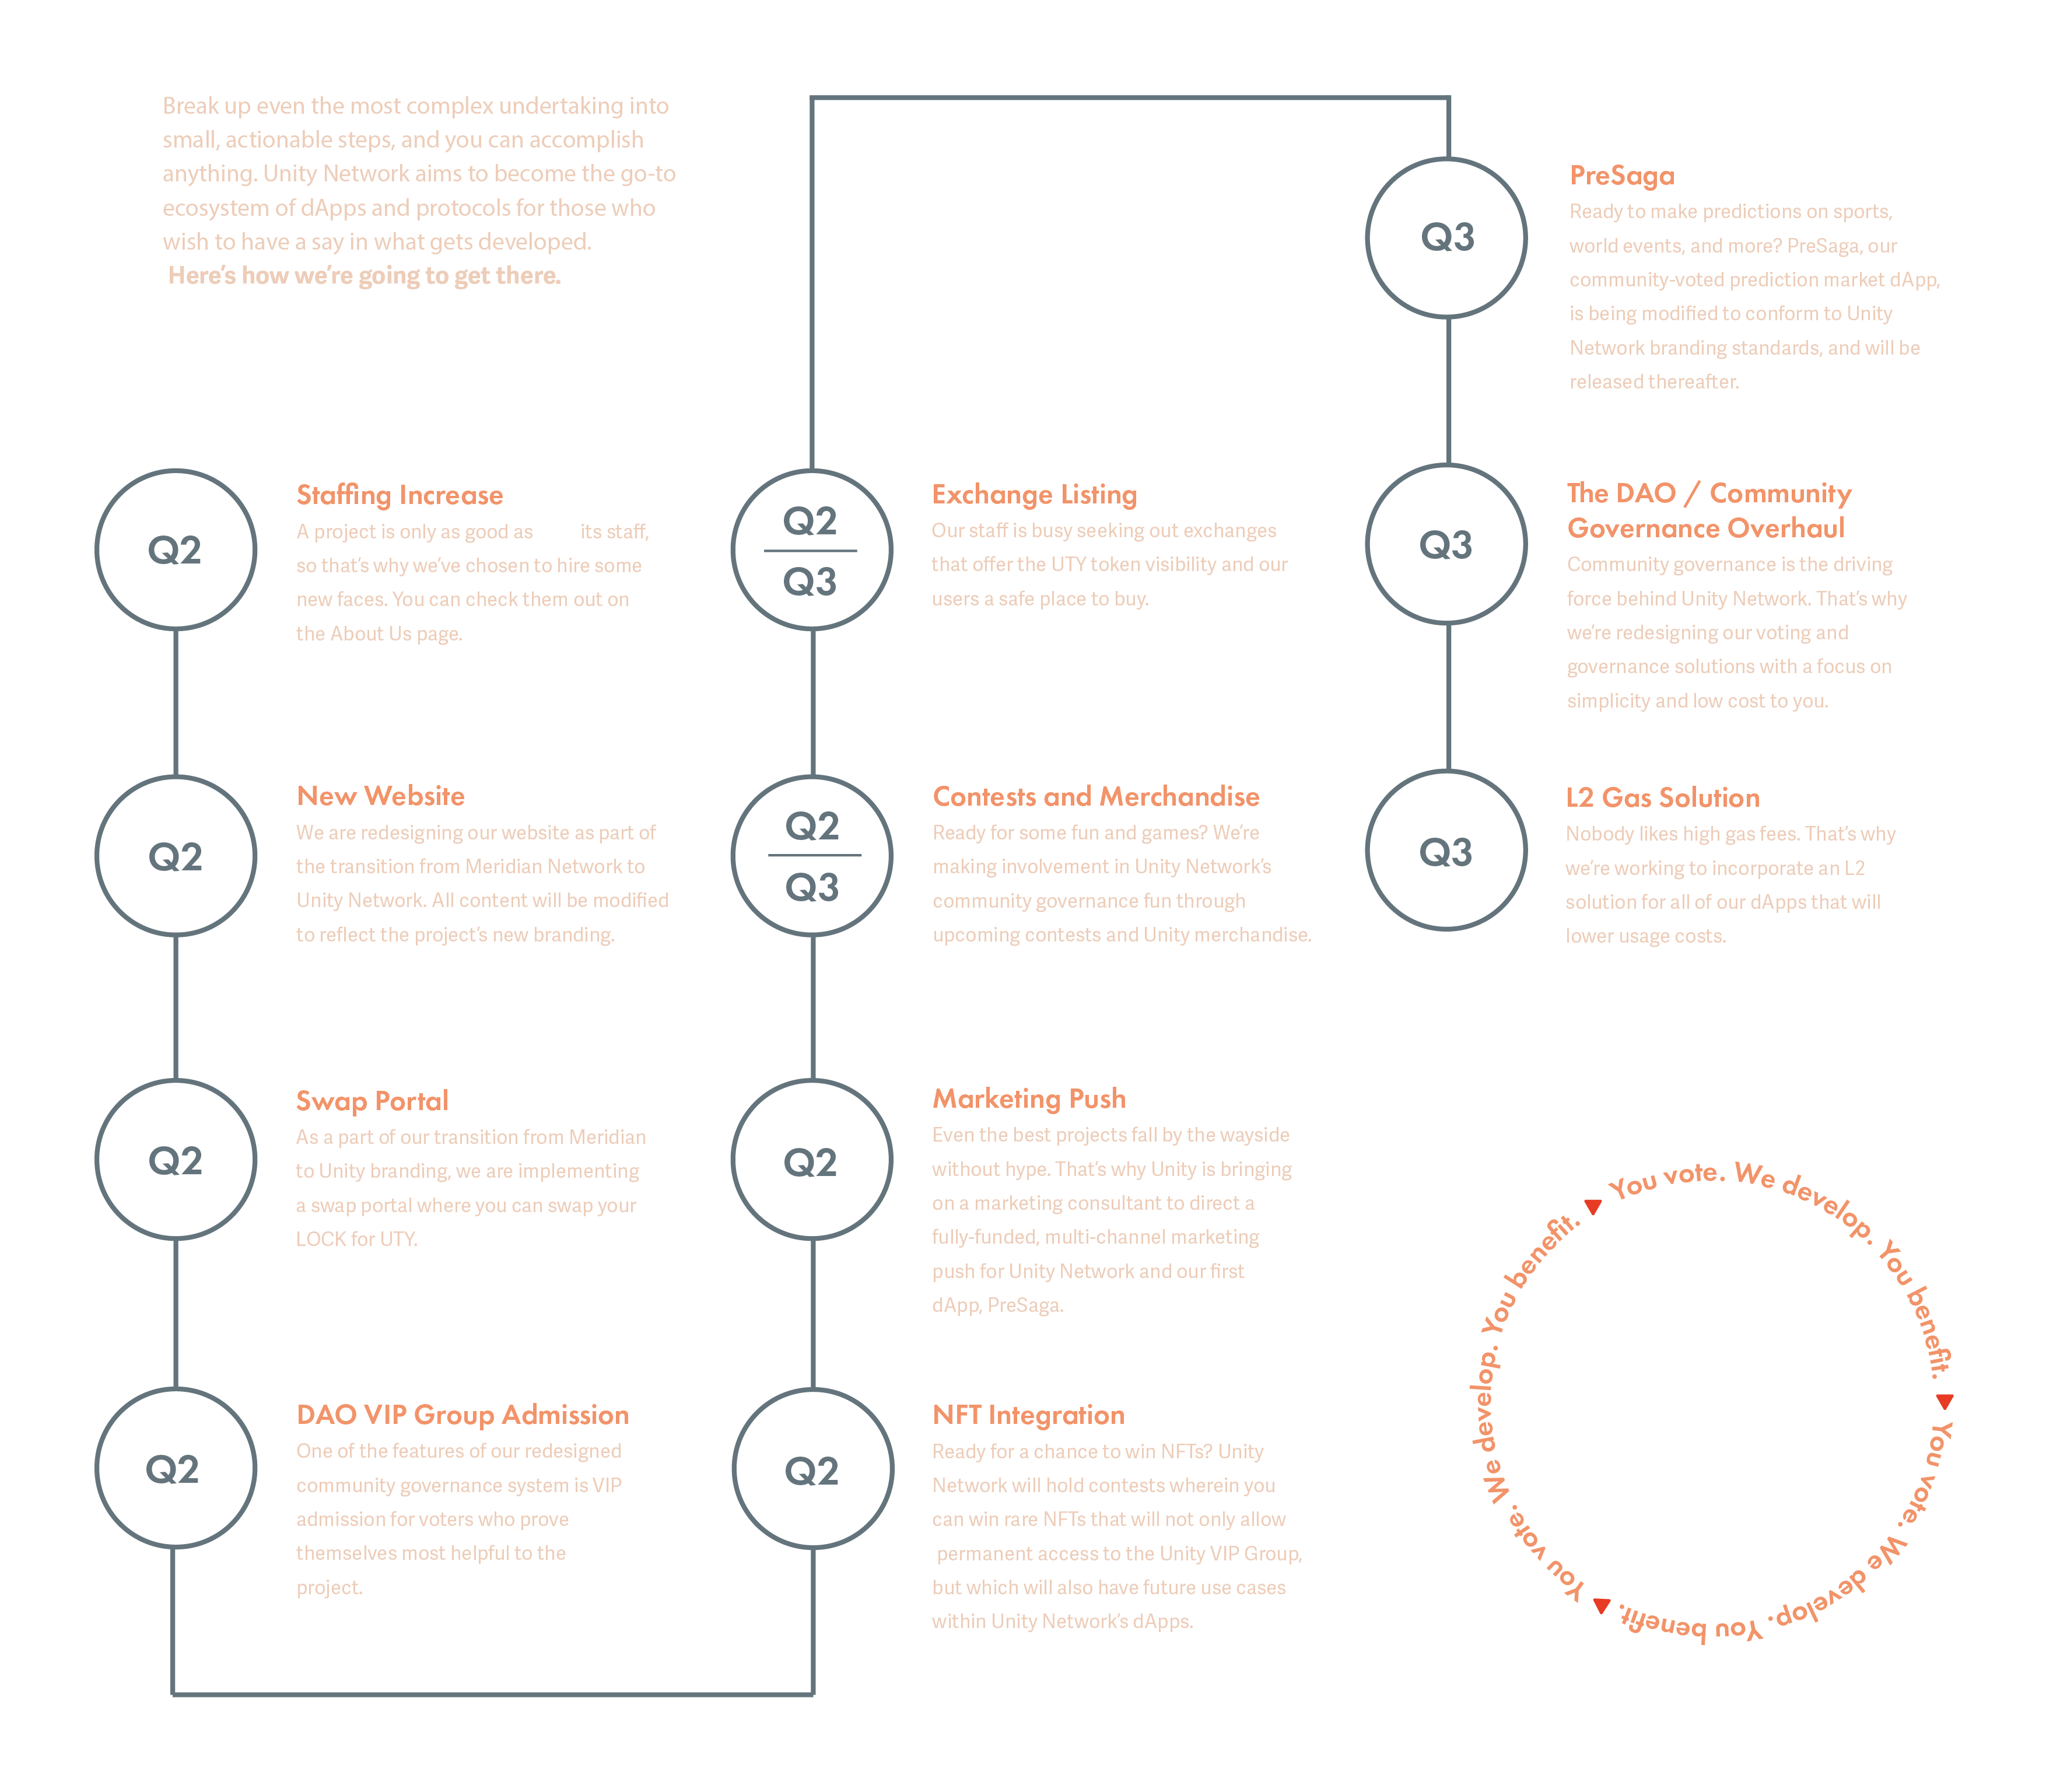 Break up even the most complex undertaking into
small, actionable steps, and you can accomplish
anything. Unity Network aims to become the go-to
ecosystem of dApps and protocols for those who
wish to have a say in what gets developed.
Here's how we're going to get there.
Q2
Staffing Increase
A project is only as good as its staff,
so that's why we've chosen to hire some
new faces. You can check them out on
the About Us page.
Q2
New Website
We are redesigning our website as part of
the transition from Meridian Network to
Unity Network. All content will be modified
to reflect the project's new branding.
Q2
Swap Portal
As a part of our transition from Meridian
to Unity branding, we are implementing
a swap portal where you can swap your
LOCK for UTY.
Q2
DAO VIP Group Admission
One of the features of our redesigned
community governance system is VIP
admission for voters who prove
themselves most helpful to the
project.
Q2
NFT Integration
Ready for a chance to win NFTs? Unity
Network will hold contests wherein you
can win rare NFTs that will not only allow
permanent access to the Unity VIP Group,
but which will also have future use cases
within Unity Network's dApps.
Q2
Marketing Push
Even the best projects fall by the wayside
without hype. That's why Unity is bringing
on a marketing consultant to direct a
fully-funded, multi-channel marketing
push for Unity Network and our first
dApp, PreSaga.
Q2
Q3
Contests and Merchandise
Ready for some fun and games? We're
making involvement in Unity Network's
community governance fun through
upcoming contests and Unity merchandise.
Q2
Q3
Exchange Listing
Our staff is busy seeking out exchanges
that offer the UTY token visibility and our
users a safe place to buy.
Q3
PreSaga
Ready to make predictions on sports,
world events, and more? PreSaga, our
community-voted prediction market dApp,
is being modified to conform to Unity
Network branding standards, and will be
released thereafter.
Q3
The DAO / Community
Governance Overhaul
Community governance is the driving
force behind Unity Network. That's why
we're redesigning our voting and
governance solutions with a focus on
simplicity and low cost to you.
Q3
L2 Gas Solution
Nobody likes high gas fees. That's why
we're working to incorporate an L2
solution for all of our dApps that will
lower usage costs.
You vote. We develop. You benefit.
You vote. We develop. You benefit.
You vote. We develop. You benefit.